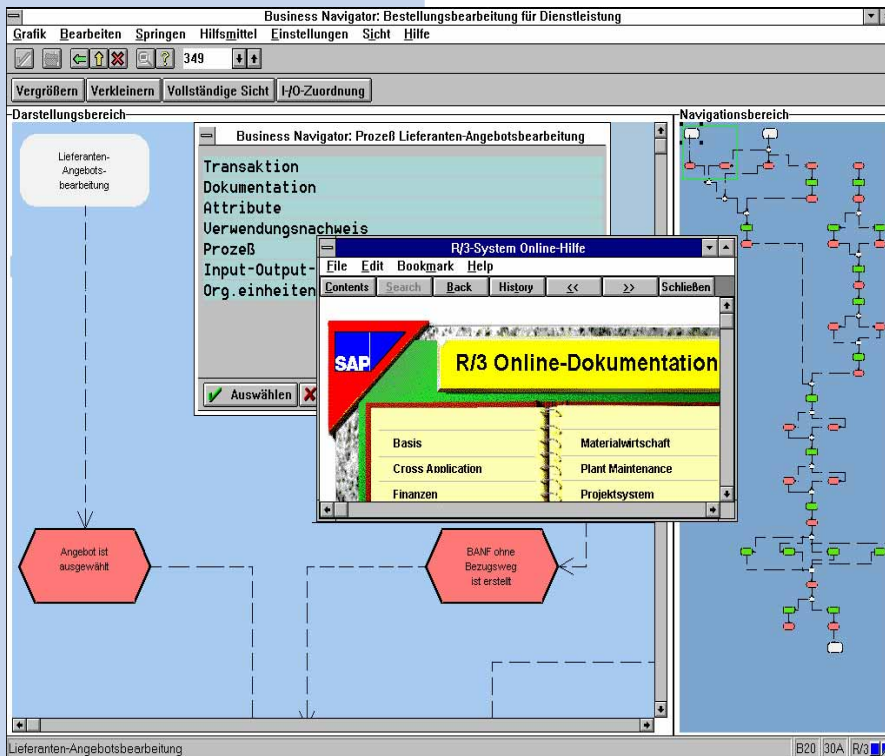 Business Navigator: Bestellungsbearbeitung für Dienstleistung
Grafik Bearbeiten Springen Hilfsmittel Einstellungen Sicht Hilfe
349
Vergrößern Verkleinern Vollständige Sicht I-/O-Zuordnung
Darstellungsbereich
Navigationsbereich
Lieferanten-
Angebots-
bearbeitung
Business Navigator: Prozeß Lieferanten-Angebotsbearbeitung
Transaktion
Dokumentation
Attribute
Verwendungsnachweis
Prozeß
Input-Output-
Org.einheiten
Auswählen
R/3-System Online-Hilfe
File Edit Bookmark Help
Contents Search Back History << >> Schließen
SAP
R/3 Online-Dokumentation
Basis
Cross Application
Finanzen
Materialwirtschaft
Plant Maintenance
Projektsystem
Angebot ist
ausgewählt
BANF ohne
Bezugsweg
ist erstellt
Lieferanten-Angebotsbearbeitung
B20 30A R/3